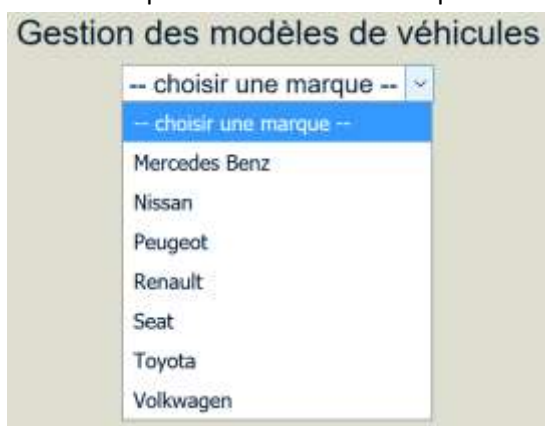 Gestion des modèles de véhicules
-- choisir une marque --
-- choisir une marque --
Mercedes Benz
Nissan
Peugeot
Renault
Seat
Toyota
Volkwagen